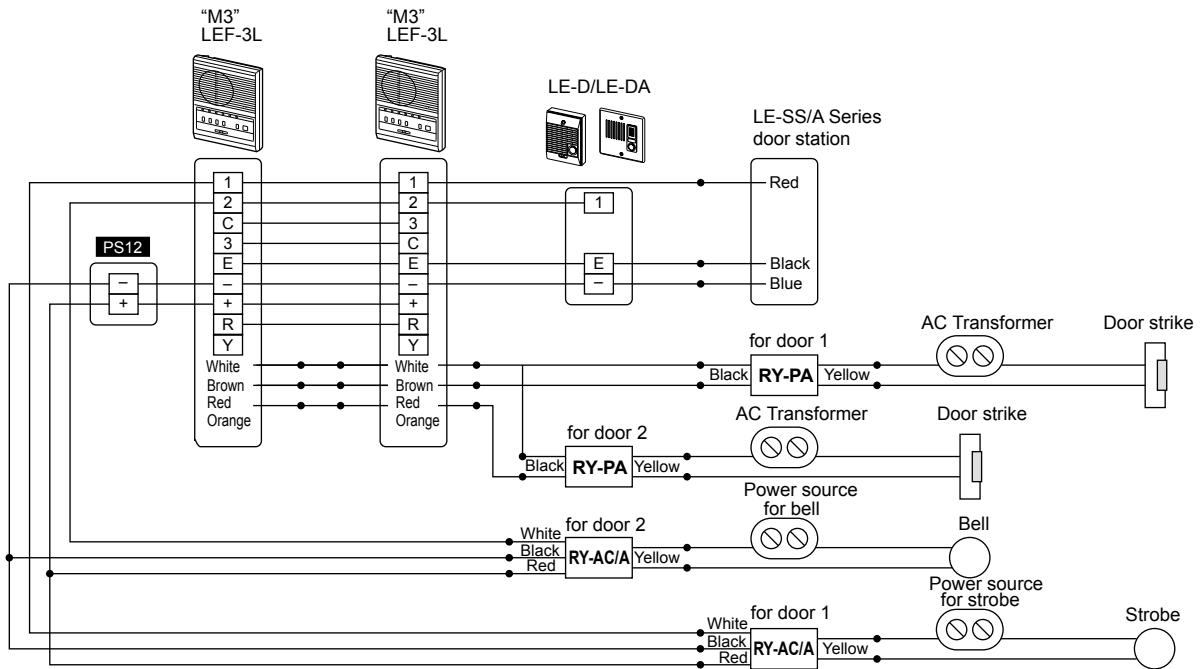 “M3”
LEF-3L
“M3”
LEF-3L
LE-D/LE-DA
LE-SS/A Series
door station
1
2
C
3
E
–
+
R
Y
White
Brown
Red
Orange
1
2
3
C
E
–
+
R
Y
White
Brown
Red
Orange
1
E
–
Red
Black
Blue
PS12
–
+
for door 1
Black RY-PA Yellow
AC Transformer
Door strike
for door 2
Black RY-PA Yellow
AC Transformer
Door strike
for door 2
White
Black
Red
RY-AC/A Yellow
Power source
for bell
Bell
for door 1
White
Black
Red
RY-AC/A Yellow
Power source
for strobe
Strobe